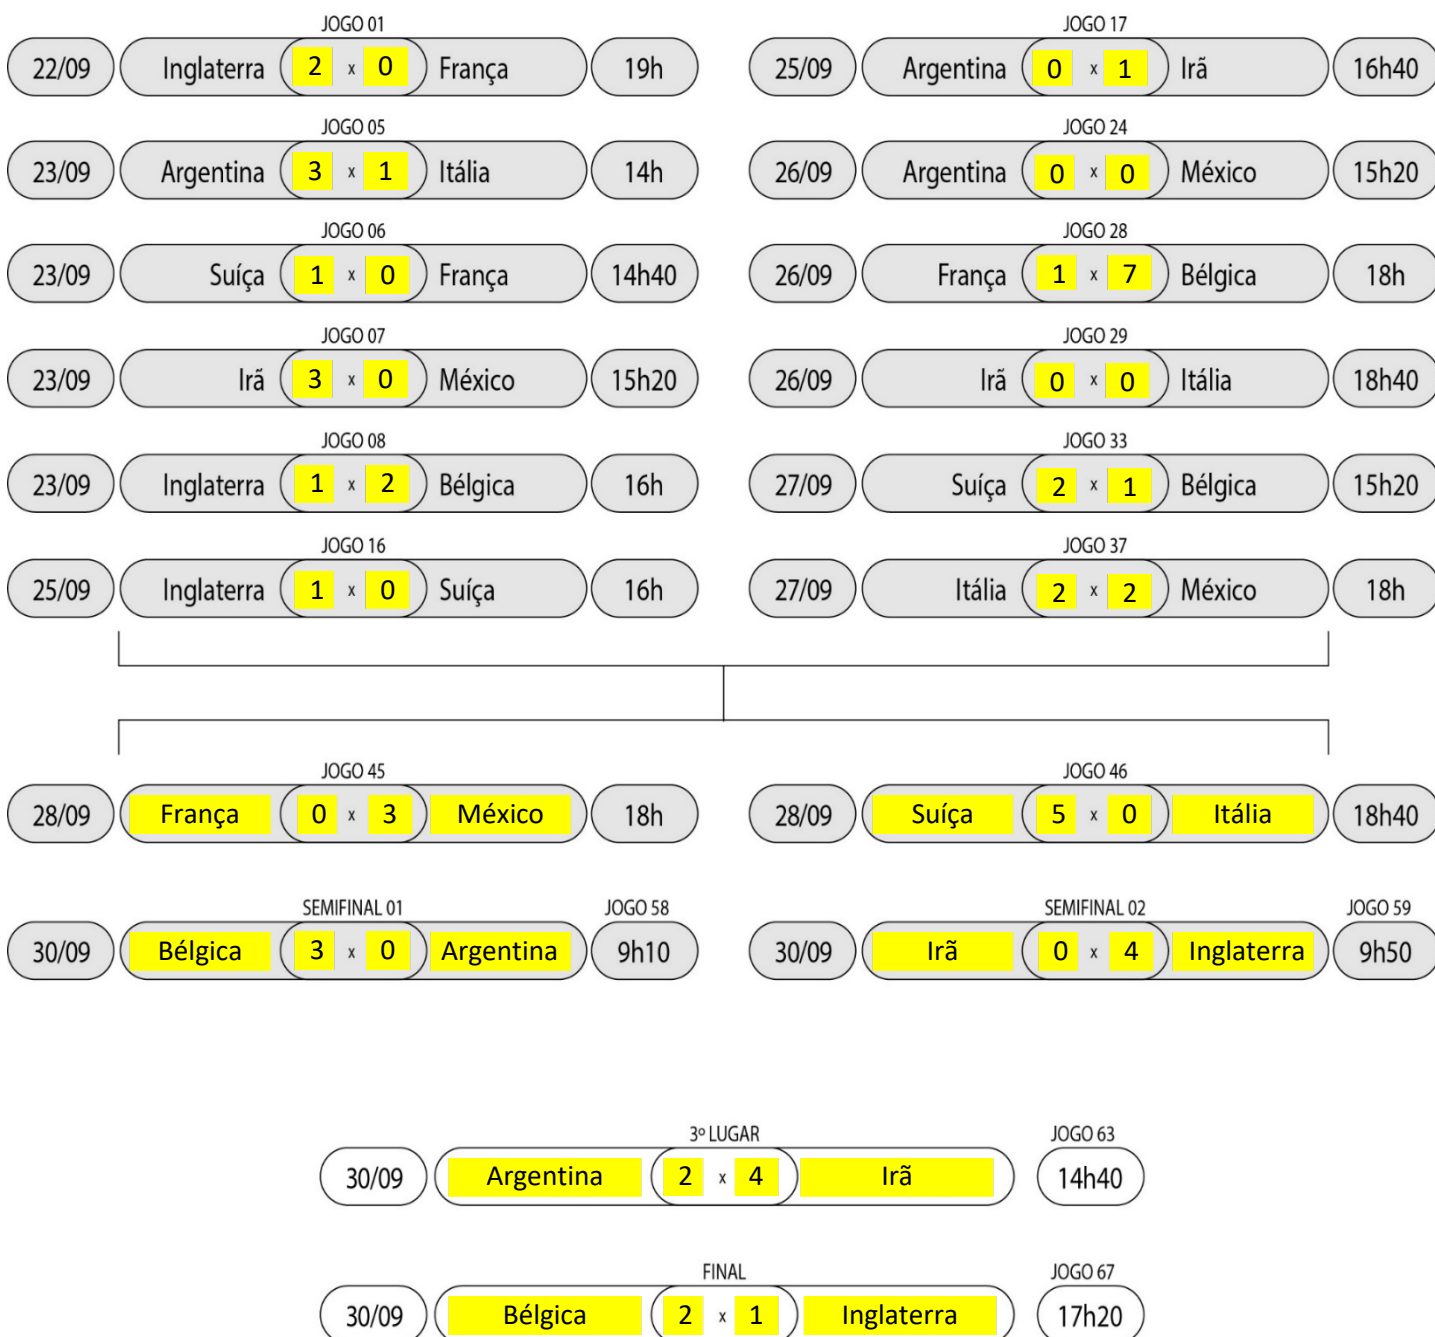 JOGO 01
22/09 Inglaterra 2 x 0 França 19h
JOGO 05
23/09 Argentina 3 x 1 Itália 14h
JOGO 06
23/09 Suíça 1 x 0 França 14h40
JOGO 07
23/09 Irã 3 x 0 México 15h20
JOGO 08
23/09 Inglaterra 1 x 2 Bélgica 16h
JOGO 16
25/09 Inglaterra 1 x 0 Suíça 16h
JOGO 17
25/09 Argentina 0 x 1 Irã 16h40
JOGO 24
26/09 Argentina 0 x 0 México 15h20
JOGO 28
26/09 França 1 x 7 Bélgica 18h
JOGO 29
26/09 Irã 0 x 0 Itália 18h40
JOGO 33
27/09 Suíça 2 x 1 Bélgica 15h20
JOGO 37
27/09 Itália 2 x 2 México 18h
JOGO 45
28/09 França 0 x 3 México 18h
JOGO 46
28/09 Suíça 5 x 0 Itália 18h40
SEMIFINAL 01 JOGO 58
30/09 Bélgica 3 x 0 Argentina 9h10
SEMIFINAL 02 JOGO 59
30/09 Irã 0 x 4 Inglaterra 9h50
3º LUGAR JOGO 63
30/09 Argentina 2 x 4 Irã 14h40
FINAL JOGO 67
30/09 Bélgica 2 x 1 Inglaterra 17h20